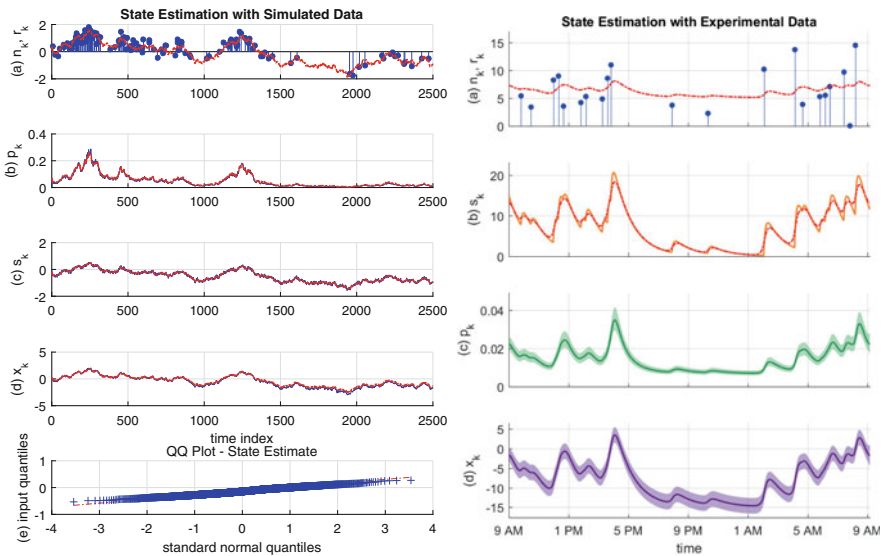 State Estimation with Simulated Data
(a) n_k, r_k
2
0
-2
0 500 1000 1500 2000 2500
(b) p_k
0.4
0.2
0
0 500 1000 1500 2000 2500
(c) s_k
2
0
-2
0 500 1000 1500 2000 2500
(d) x_k
5
0
-5
0 500 1000 1500 2000 2500
time index
QQ Plot - State Estimate
(e) input quantiles
1
0
-1
-4 -3 -2 -1 0 1 2 3 4
standard normal quantiles
State Estimation with Experimental Data
(a) n_k, r_k
15
10
5
0
(b) s_k
20
10
0
(c) p_k
0.04
0.02
0
(d) x_k
5
0
-5
-10
-15
9 AM 1 PM 5 PM 9 PM 1 AM 5 AM 9 AM
time